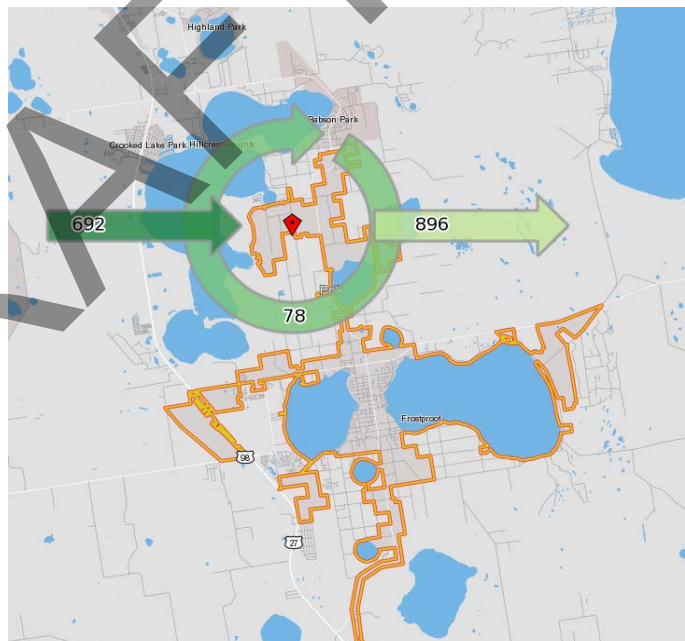 Highland Park
Babson Park
Crooked Lake Park
Hillcrest Heights
692
896
78
Frostproof
98
27